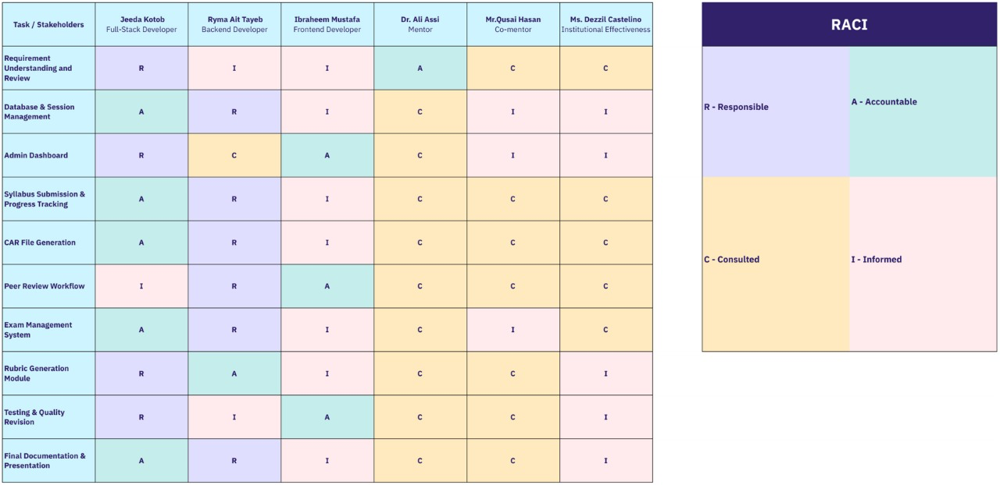 Task / Stakeholders
Jeeda Kotob
Full-Stack Developer
Ryma Ait Tayeb
Backend Developer
Ibraheem Mustafa
Frontend Developer
Dr. Ali Assi
Mentor
Mr.Qusai Hasan
Co-mentor
Ms. Dezzil Castelino
Institutional Effectiveness
Requirement
Understanding and
Review
R I I A C C
Database & Session
Management
A R I C I I
Admin Dashboard
R C A C I I
Syllabus Submission &
Progress Tracking
A R I C C C
CAR File Generation
A R I C C C
Peer Review Workflow
I R A C C C
Exam Management
System
A R I C I C
Rubric Generation
Module
R A I C C I
Testing & Quality
Revision
R I A C C I
Final Documentation &
Presentation
A R I C C I
RACI
R - Responsible
A - Accountable
C - Consulted
I - Informed